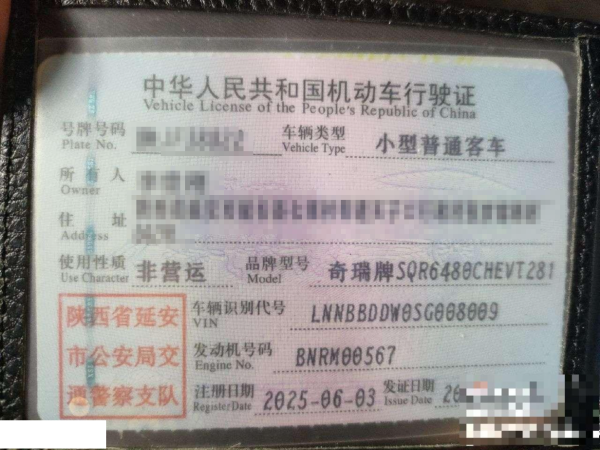 中华人民共和国机动车行驶证
Vehicle License of the People's Republic of China
号牌号码 车辆类型 小型普通客车
Plate No. Vehicle Type
所有人
Owner
住址
Address
使用性质 非营运 品牌型号 奇瑞牌SQR6480CHEVT281
Use Character Model
陕西省延安 车辆识别代号 LNNBBDDW0SG008009
VIN
市公安局交 发动机号码 BNRM00567
Engine No.
通警察支队 注册日期 2025-06-03 发证日期 20
Register Date Issue Date